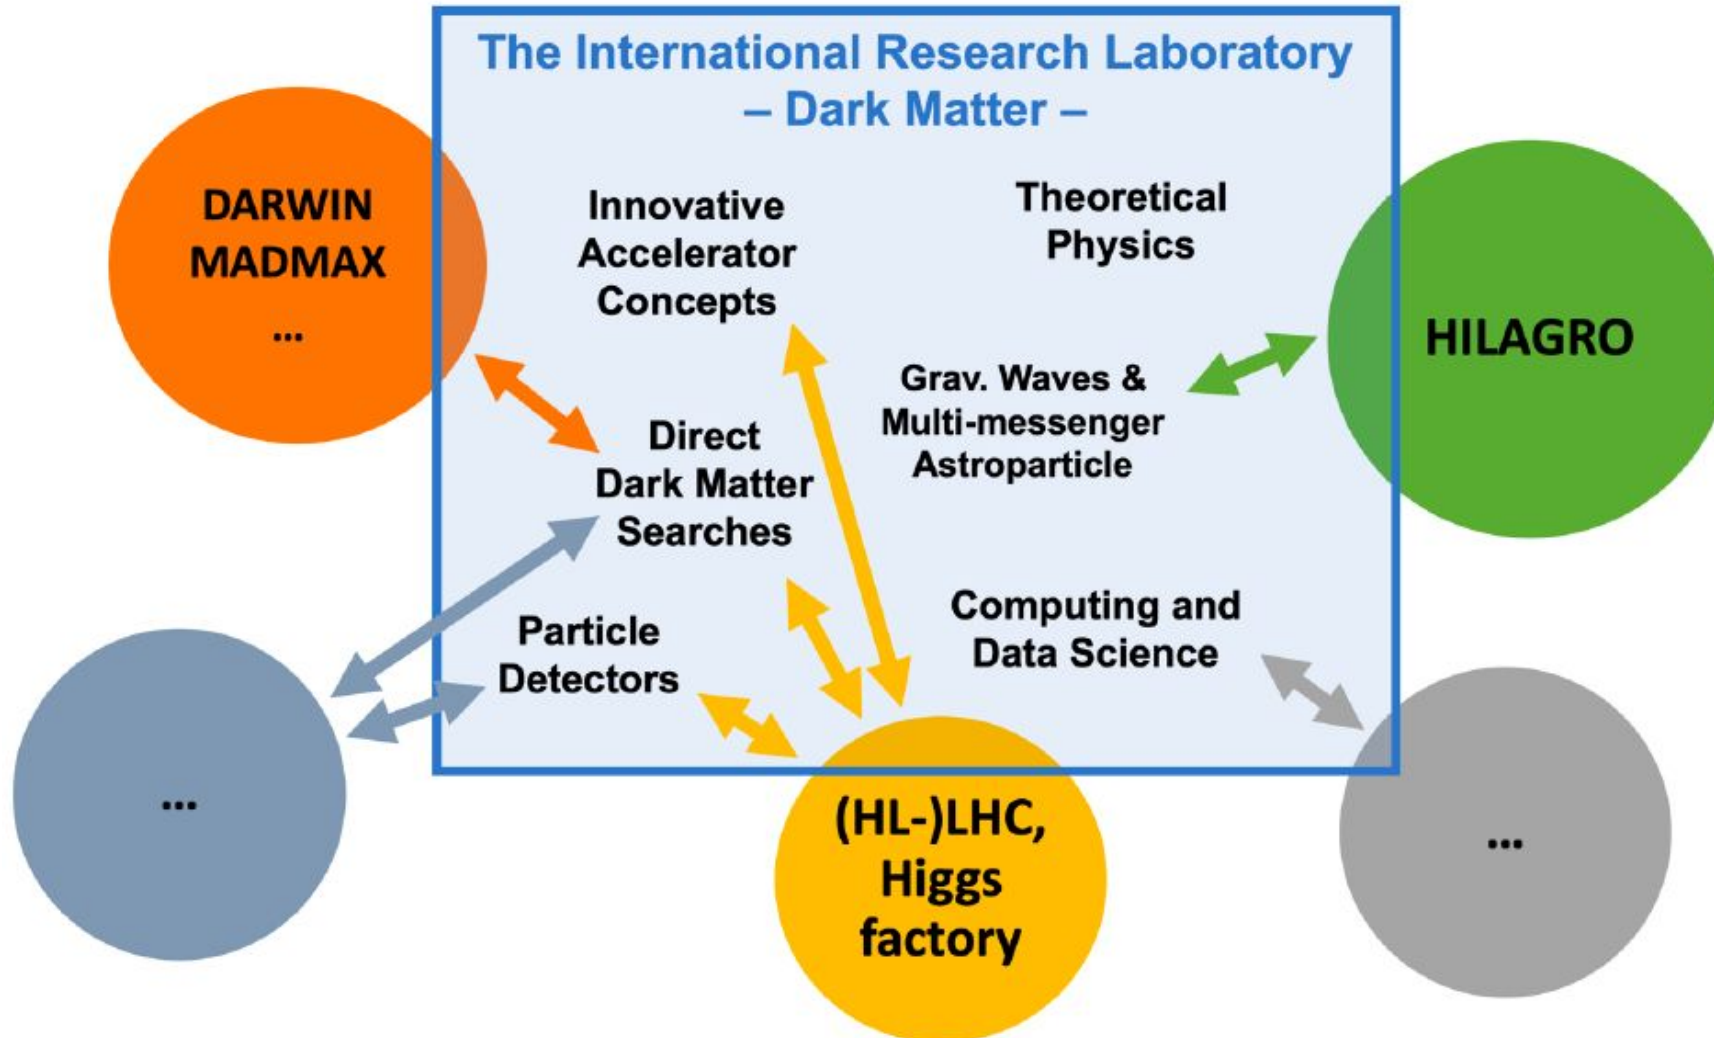 The International Research Laboratory
– Dark Matter –
DARWIN
MADMAX
...
Innovative
Accelerator
Concepts
Theoretical
Physics
HILAGRO
Grav. Waves &
Multi-messenger
Astroparticle
Direct
Dark Matter
Searches
Particle
Detectors
Computing and
Data Science
...
(HL-)LHC,
Higgs
factory
...